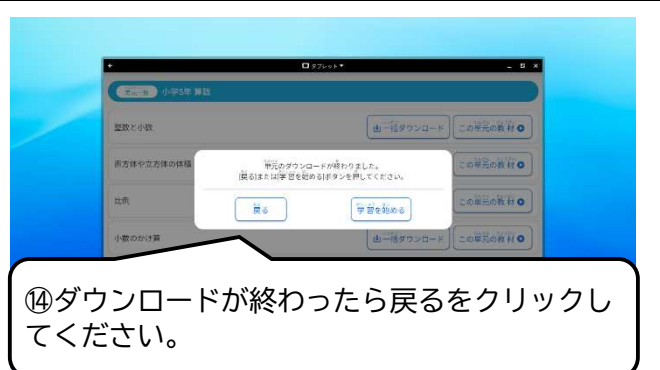 タブレット
単元一覧 小学5年 算数
整数と小数
一括ダウンロード この単元の教材
直方体や立方体の体積
この単元の教材
単元のダウンロードが終わりました。
[戻る]または[学習を始める]ボタンを押してください。
戻る 学習を始める
比例
この単元の教材
小数のかけ算
一括ダウンロード この単元の教材
⑭ダウンロードが終わったら戻るをクリックし
てください。